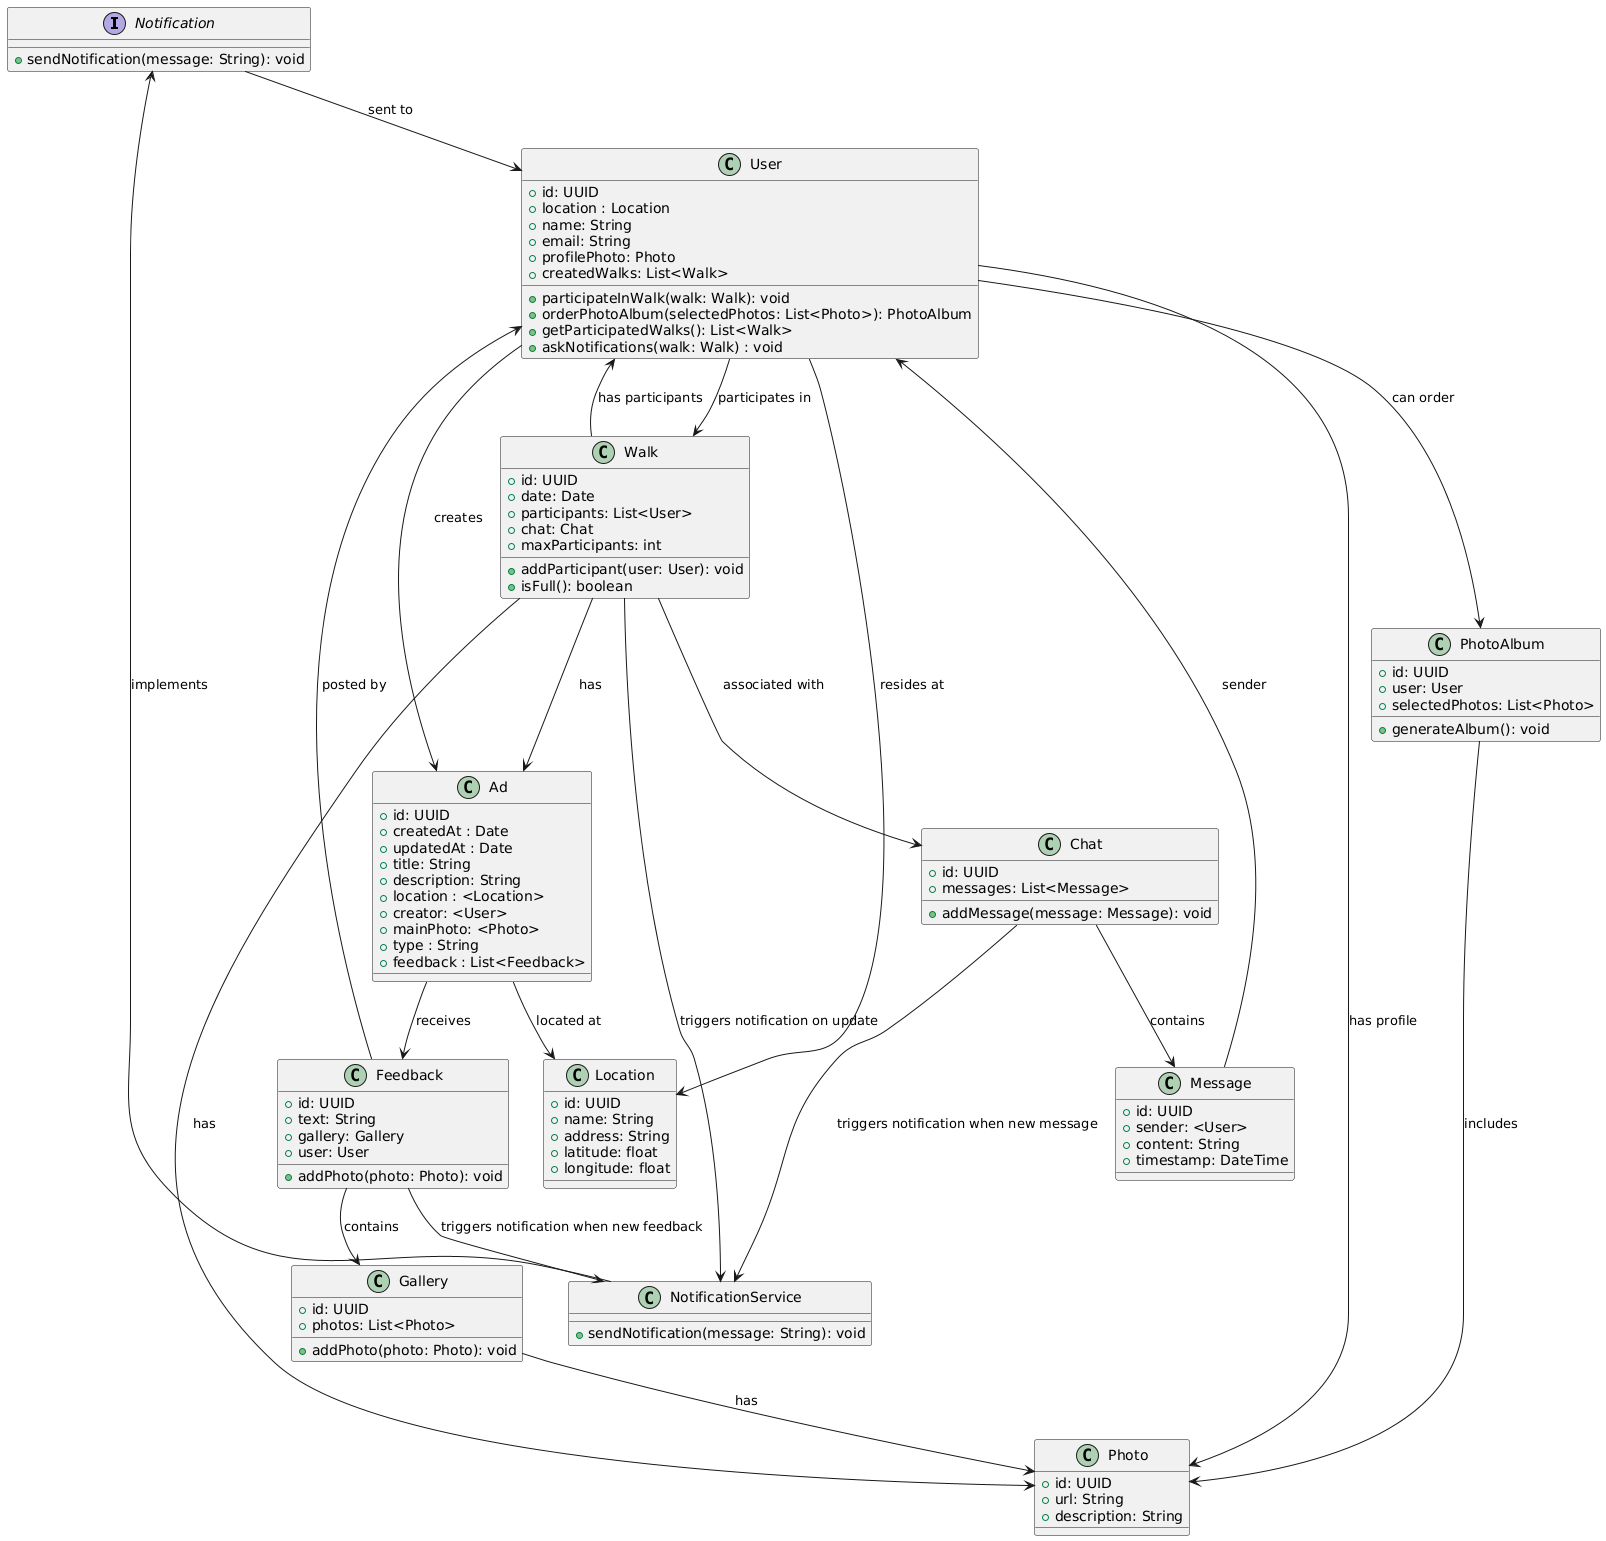 I Notification
sendNotification(message: String): void
sent to
C User
id: UUID
location : Location
name: String
email: String
profilePhoto: Photo
createdWalks: List<Walk>
participateInWalk(walk: Walk): void
orderPhotoAlbum(selectedPhotos: List<Photo>): PhotoAlbum
getParticipatedWalks(): List<Walk>
askNotifications(walk: Walk) : void
has participants
participates in
can order
C Walk
id: UUID
date: Date
participants: List<User>
chat: Chat
maxParticipants: int
addParticipant(user: User): void
isFull(): boolean
creates
implements
posted by
has
associated with
resides at
sender
C PhotoAlbum
id: UUID
user: User
selectedPhotos: List<Photo>
generateAlbum(): void
C Ad
id: UUID
createdAt : Date
updatedAt : Date
title: String
description: String
location : <Location>
creator: <User>
mainPhoto: <Photo>
type : String
feedback : List<Feedback>
C Chat
id: UUID
messages: List<Message>
addMessage(message: Message): void
receives
located at
triggers notification on update
contains
has profile
C Feedback
id: UUID
text: String
gallery: Gallery
user: User
addPhoto(photo: Photo): void
C Location
id: UUID
name: String
address: String
latitude: float
longitude: float
C Message
id: UUID
sender: <User>
content: String
timestamp: DateTime
has
triggers notification when new message
includes
contains
triggers notification when new feedback
C Gallery
id: UUID
photos: List<Photo>
addPhoto(photo: Photo): void
C NotificationService
sendNotification(message: String): void
has
C Photo
id: UUID
url: String
description: String